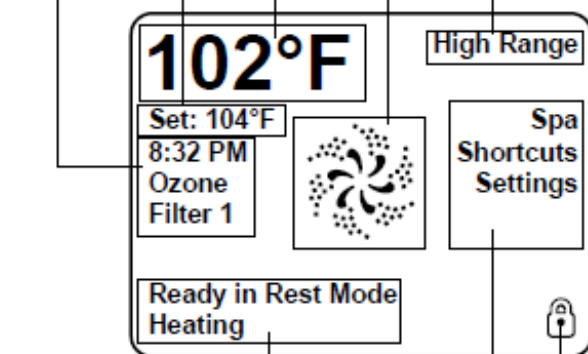 102°F
High Range
Set: 104°F
8:32 PM
Ozone
Filter 1
Spa
Shortcuts
Settings
Ready in Rest Mode
Heating